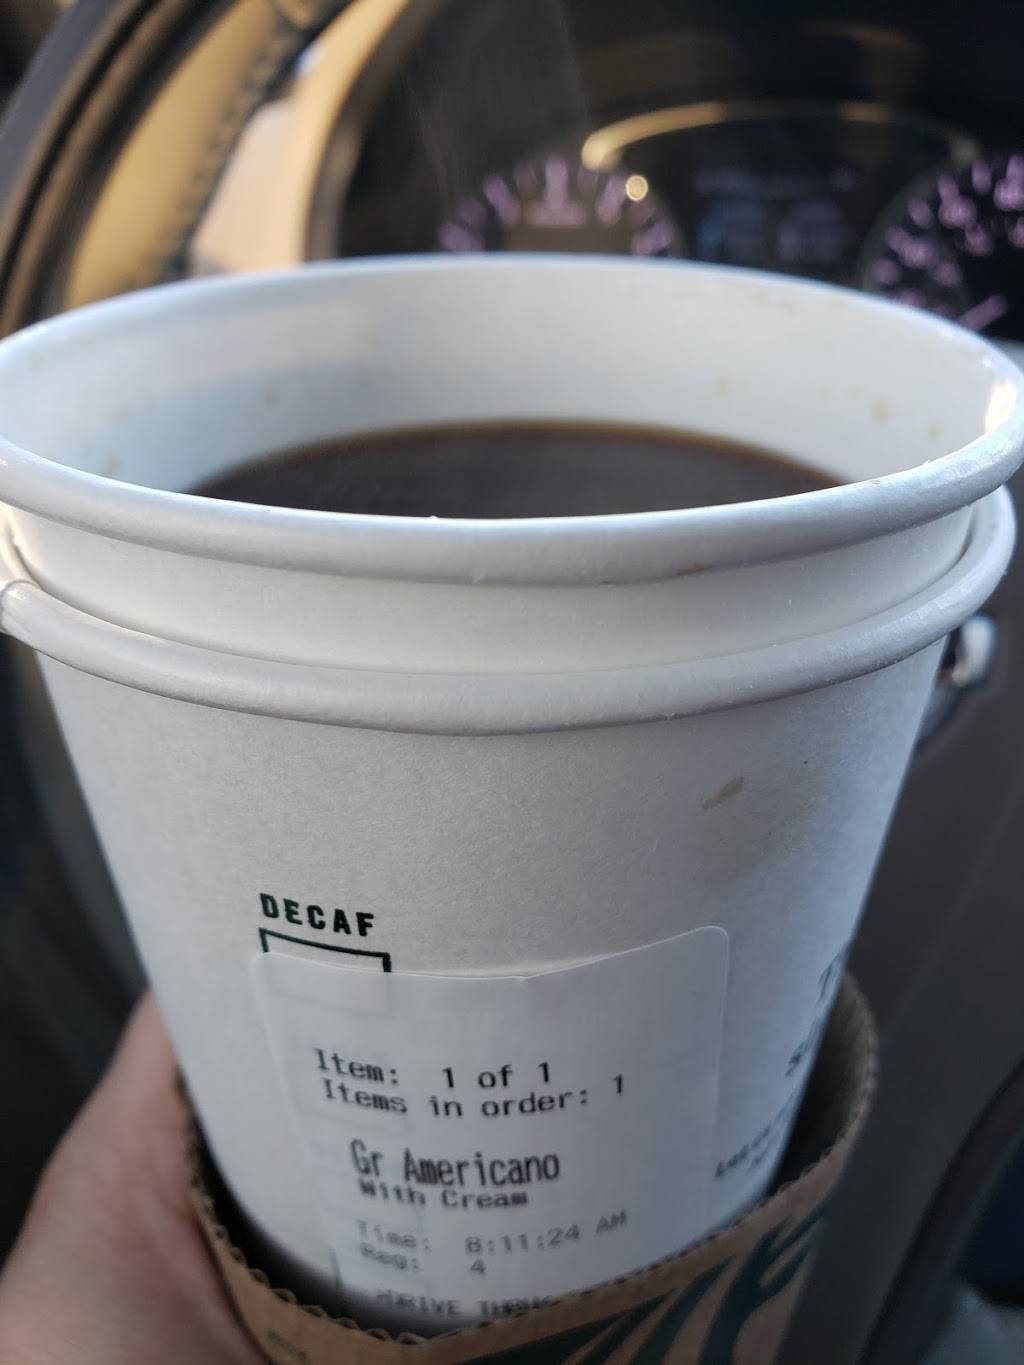 DECAF
Item: 1 of 1
Items in order: 1
Gr Americano
With Cream
Time: 8:11:24 AM
Reg: 4